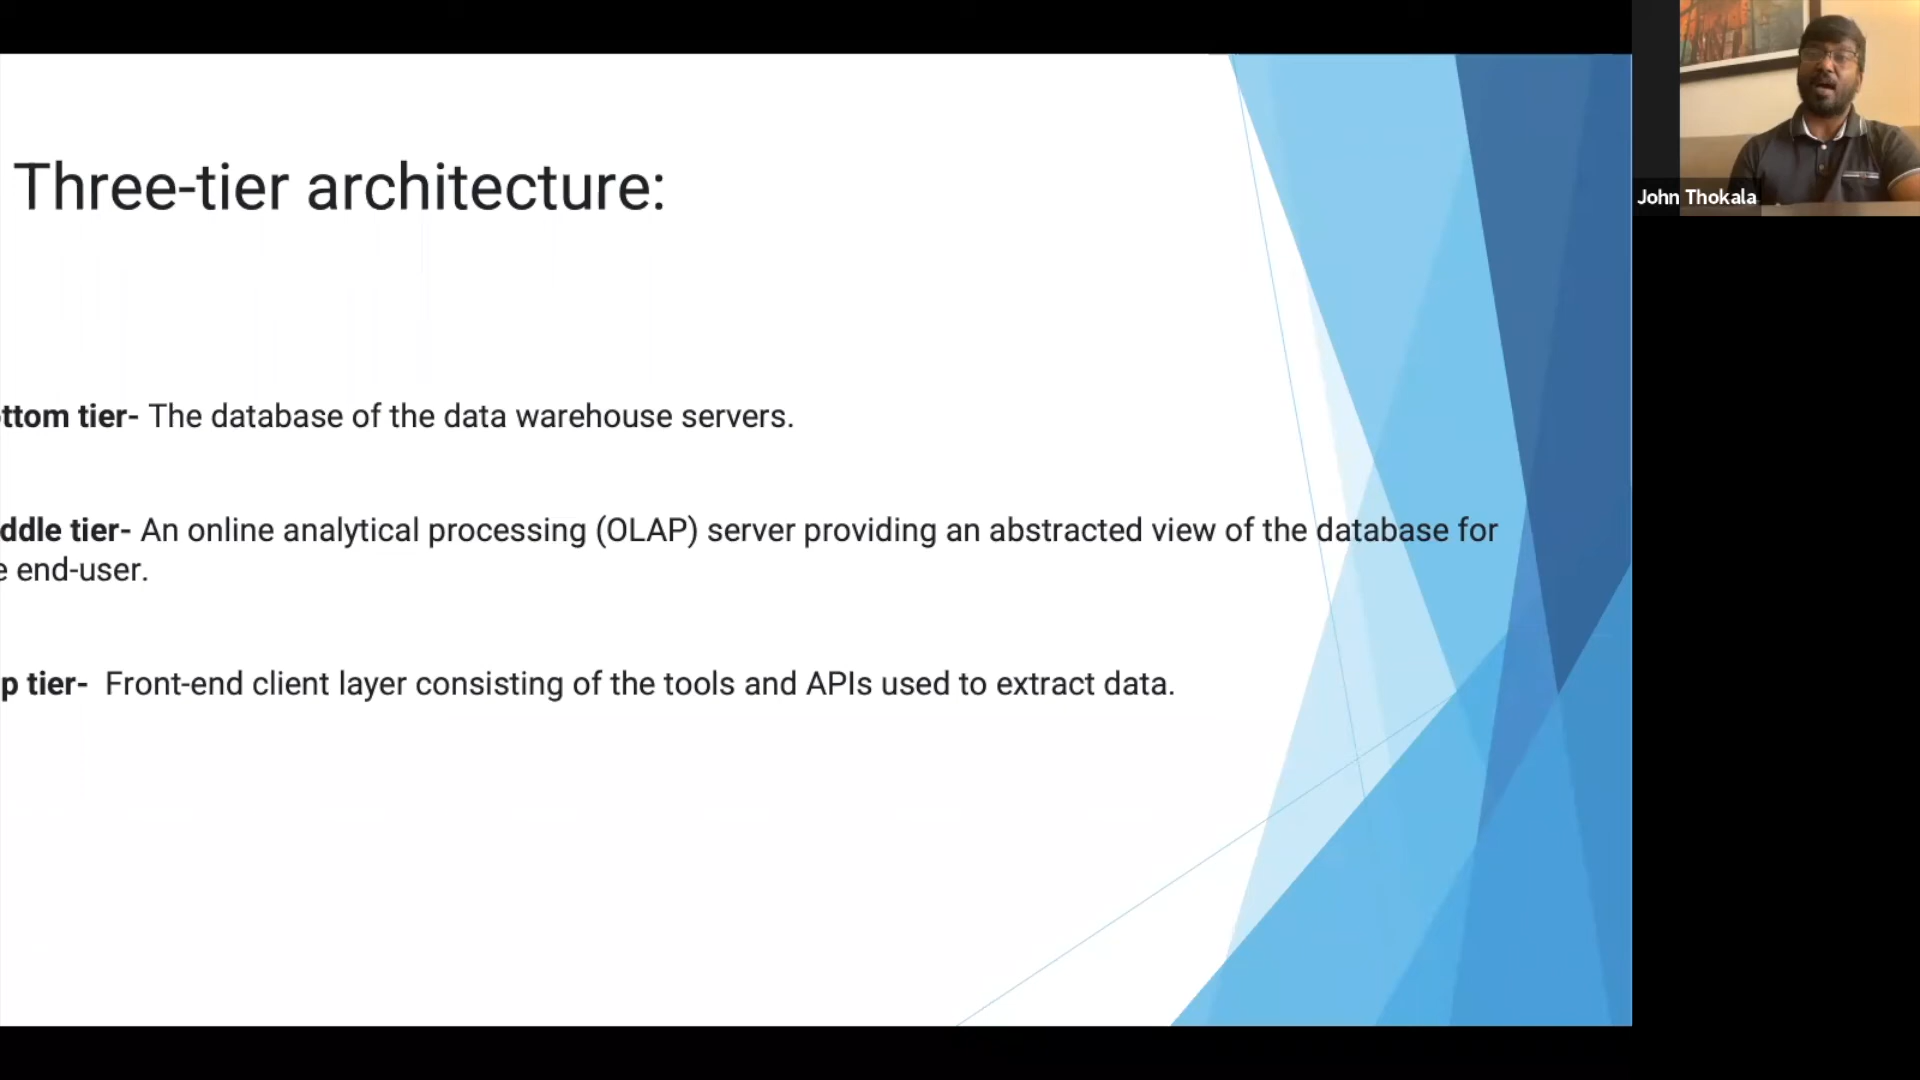 Three-tier architecture:
John Thokala
ttom tier- The database of the data warehouse servers.
ddle tier- An online analytical processing (OLAP) server providing an abstracted view of the database for
e end-user.
p tier- Front-end client layer consisting of the tools and APIs used to extract data.